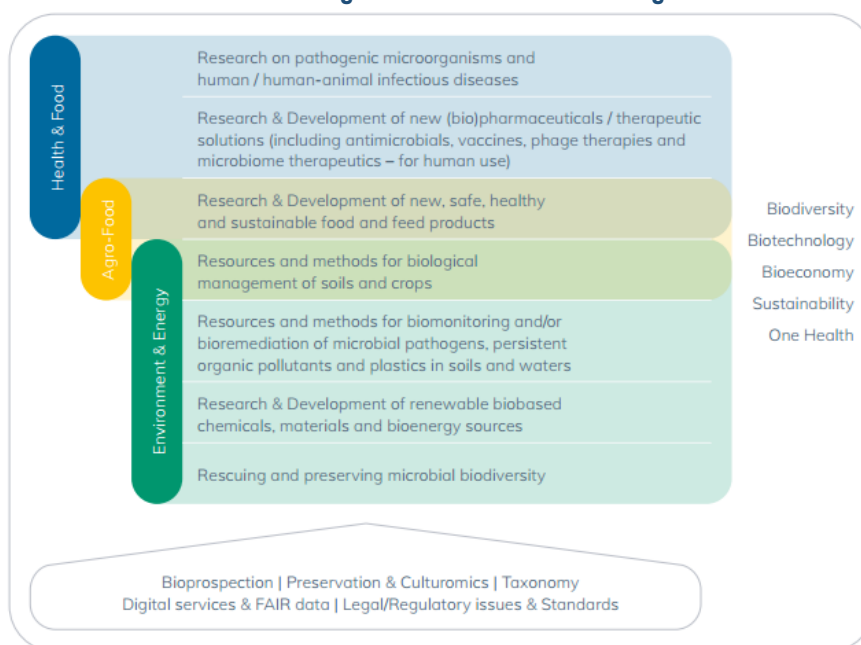 Health & Food
Agro-Food
Environment & Energy
Research on pathogenic microorganisms and
human / human-animal infectious diseases
Research & Development of new (bio)pharmaceuticals / therapeutic
solutions (including antimicrobials, vaccines, phage therapies and
microbiome therapeutics – for human use)
Research & Development of new, safe, healthy
and sustainable food and feed products
Resources and methods for biological
management of soils and crops
Resources and methods for biomonitoring and/or
bioremediation of microbial pathogens, persistent
organic pollutants and plastics in soils and waters
Research & Development of renewable biobased
chemicals, materials and bioenergy sources
Rescuing and preserving microbial biodiversity
Biodiversity
Biotechnology
Bioeconomy
Sustainability
One Health
Bioprospection | Preservation & Culturomics | Taxonomy
Digital services & FAIR data | Legal/Regulatory issues & Standards